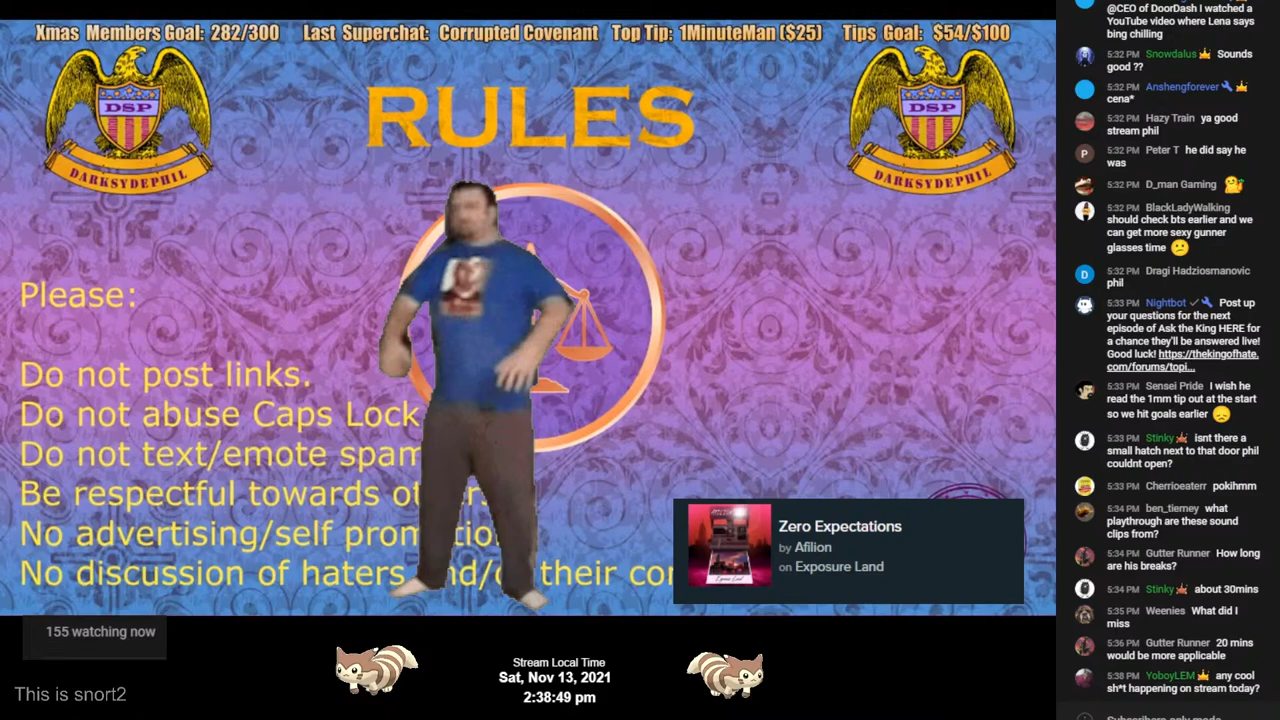 Xmas Members Goal: 282/300 Last Superchat: Corrupted Covenant Top Tip: 1MinuteMan ($25) Tips Goal: $54/$100
DSP
DARKSYDEPHIL
RULES
DSP
DARKSYDEPHIL
Please:
Do not post links.
Do not abuse Caps Lock
Do not text/emote spam
Be respectful towards
No advertising/self
No discussion of haters their
Zero Expectations
by Afilion
on Exposure Land
155 watching now
This is snort2
Stream Local Time
Sat, Nov 13, 2021
2:38:49 pm
@CEO of DoorDash I watched a
YouTube video where Lena says
bing chilling
5:32 PM Snowdalus Sounds
good ??
5:32 PM Anshengforever
cena*
5:32 PM Hazy Train ya good
stream phil
P 5:32 PM Peter T he did say he
was
5:32 PM D_man Gaming
5:32 PM BlackLadyWalking
should check bts earlier and we
can get more sexy gunner
glasses time
D 5:32 PM Dragi Hadziosmanovic
phil
5:33 PM Nightbot Post up
your questions for the next
episode of Ask the King HERE for
a chance they'll be answered live!
Good luck! https://thekingofhate.
com/forums/topi...
5:33 PM Sensei Pride I wish he
read the 1mm tip out at the start
so we hit goals earlier
5:33 PM Stinky isnt there a
small hatch next to that door phil
couldnt open?
5:33 PM Cherrioeaterr pokihmm
5:34 PM ben_tierney what
playthrough are these sound
clips from?
5:34 PM Gutter Runner How long
are his breaks?
5:34 PM Stinky about 30mins
5:35 PM Weenies What did I
miss
5:36 PM Gutter Runner 20 mins
would be more applicable
5:38 PM YoboyLEM any cool
sh*t happening on stream today?